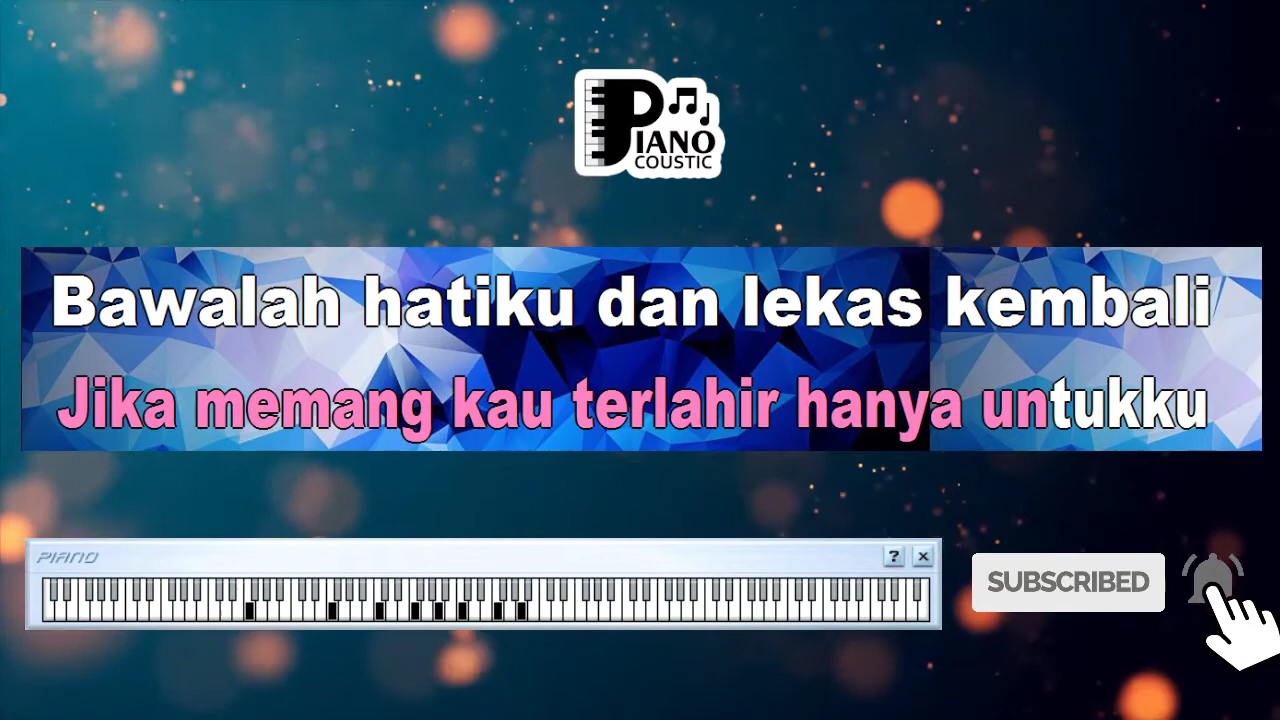 PIANO
COUSTIC
Bawalah hatiku dan lekas kembali
Jika memang kau terlahir hanya untukku
PIANO
?
×
SUBSCRIBED